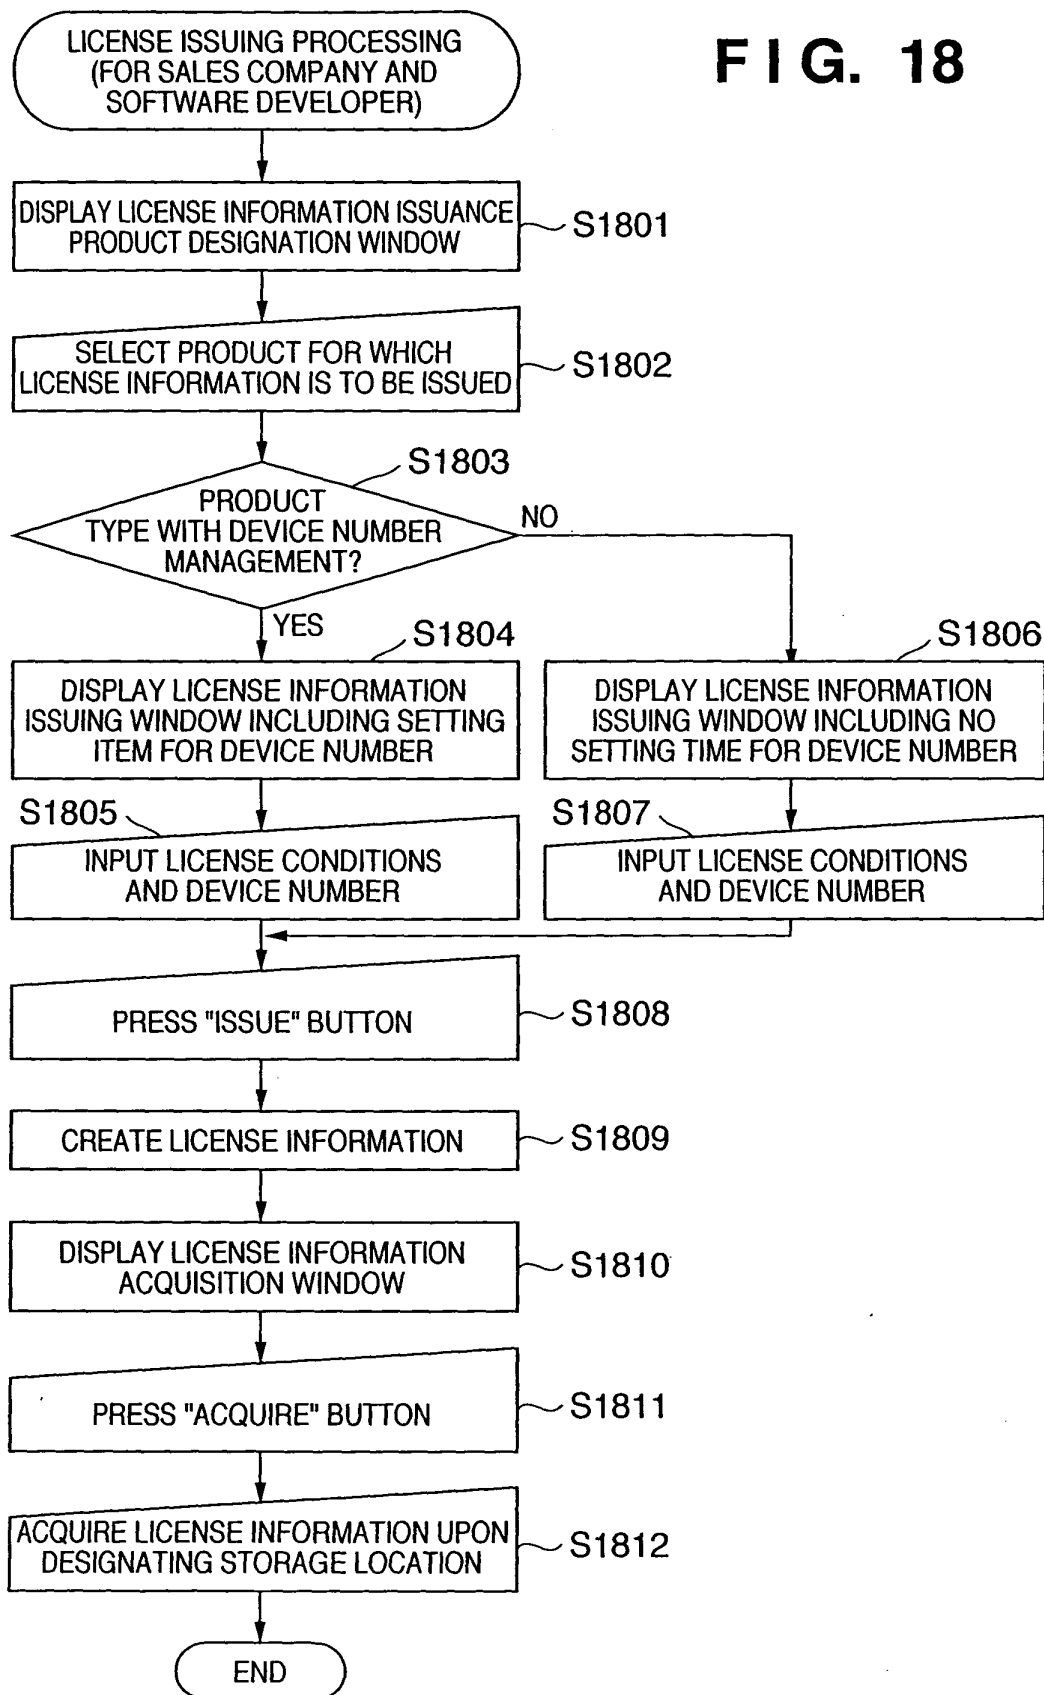 FIG. 18
LICENSE ISSUING PROCESSING
(FOR SALES COMPANY AND
SOFTWARE DEVELOPER)
DISPLAY LICENSE INFORMATION ISSUANCE
PRODUCT DESIGNATION WINDOW
S1801
SELECT PRODUCT FOR WHICH
LICENSE INFORMATION IS TO BE ISSUED
S1802
S1803
PRODUCT
TYPE WITH DEVICE NUMBER
MANAGEMENT?
NO
YES
S1804
DISPLAY LICENSE INFORMATION
ISSUING WINDOW INCLUDING SETTING
ITEM FOR DEVICE NUMBER
S1806
DISPLAY LICENSE INFORMATION
ISSUING WINDOW INCLUDING NO
SETTING TIME FOR DEVICE NUMBER
S1805
INPUT LICENSE CONDITIONS
AND DEVICE NUMBER
S1807
INPUT LICENSE CONDITIONS
AND DEVICE NUMBER
PRESS "ISSUE" BUTTON
S1808
CREATE LICENSE INFORMATION
S1809
DISPLAY LICENSE INFORMATION
ACQUISITION WINDOW
S1810
PRESS "ACQUIRE" BUTTON
S1811
ACQUIRE LICENSE INFORMATION UPON
DESIGNATING STORAGE LOCATION
S1812
END